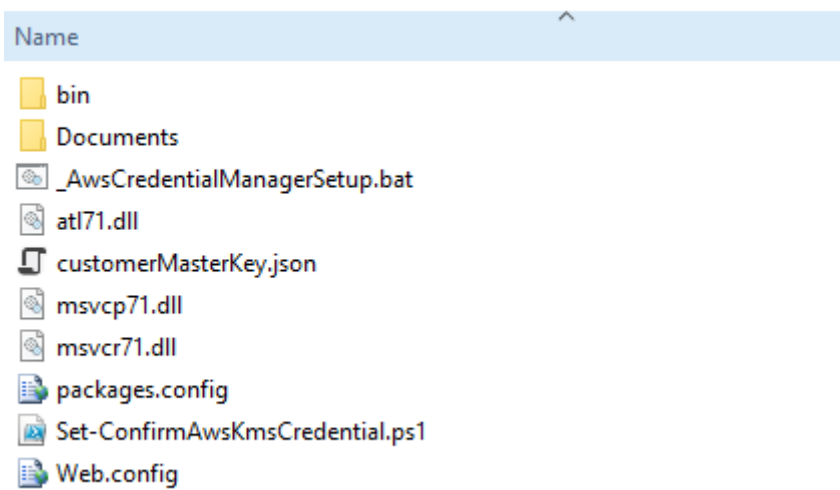 Name
bin
Documents
_AwsCredentialManagerSetup.bat
atl71.dll
customerMasterKey.json
msvcp71.dll
msvcr71.dll
packages.config
Set-ConfirmAwsKmsCredential.ps1
Web.config